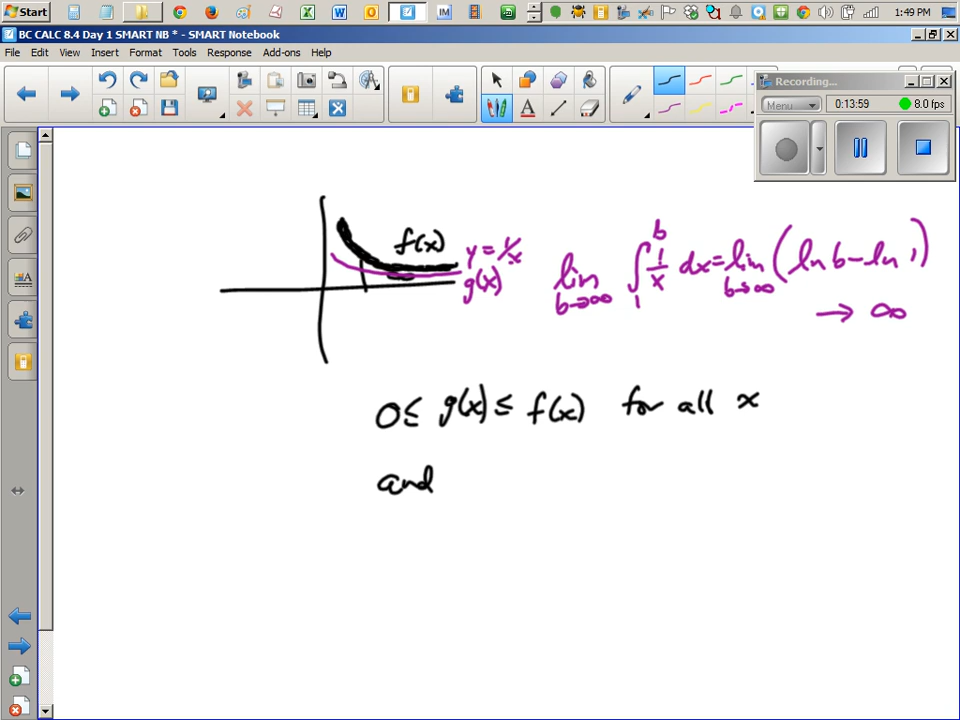 Start
1:49 PM
BC CALC 8.4 Day 1 SMART NB * - SMART Notebook
File Edit View Insert Format Tools Response Add-ons Help
Recording...
Menu 0:13:59 8.0 fps
f(x)
y = 1/x
g(x)
lim b→∞ ∫₁ᵇ 1/x dx = lim b→∞ (ln b − ln 1)
→ ∞
0 ≤ g(x) ≤ f(x) for all x
and